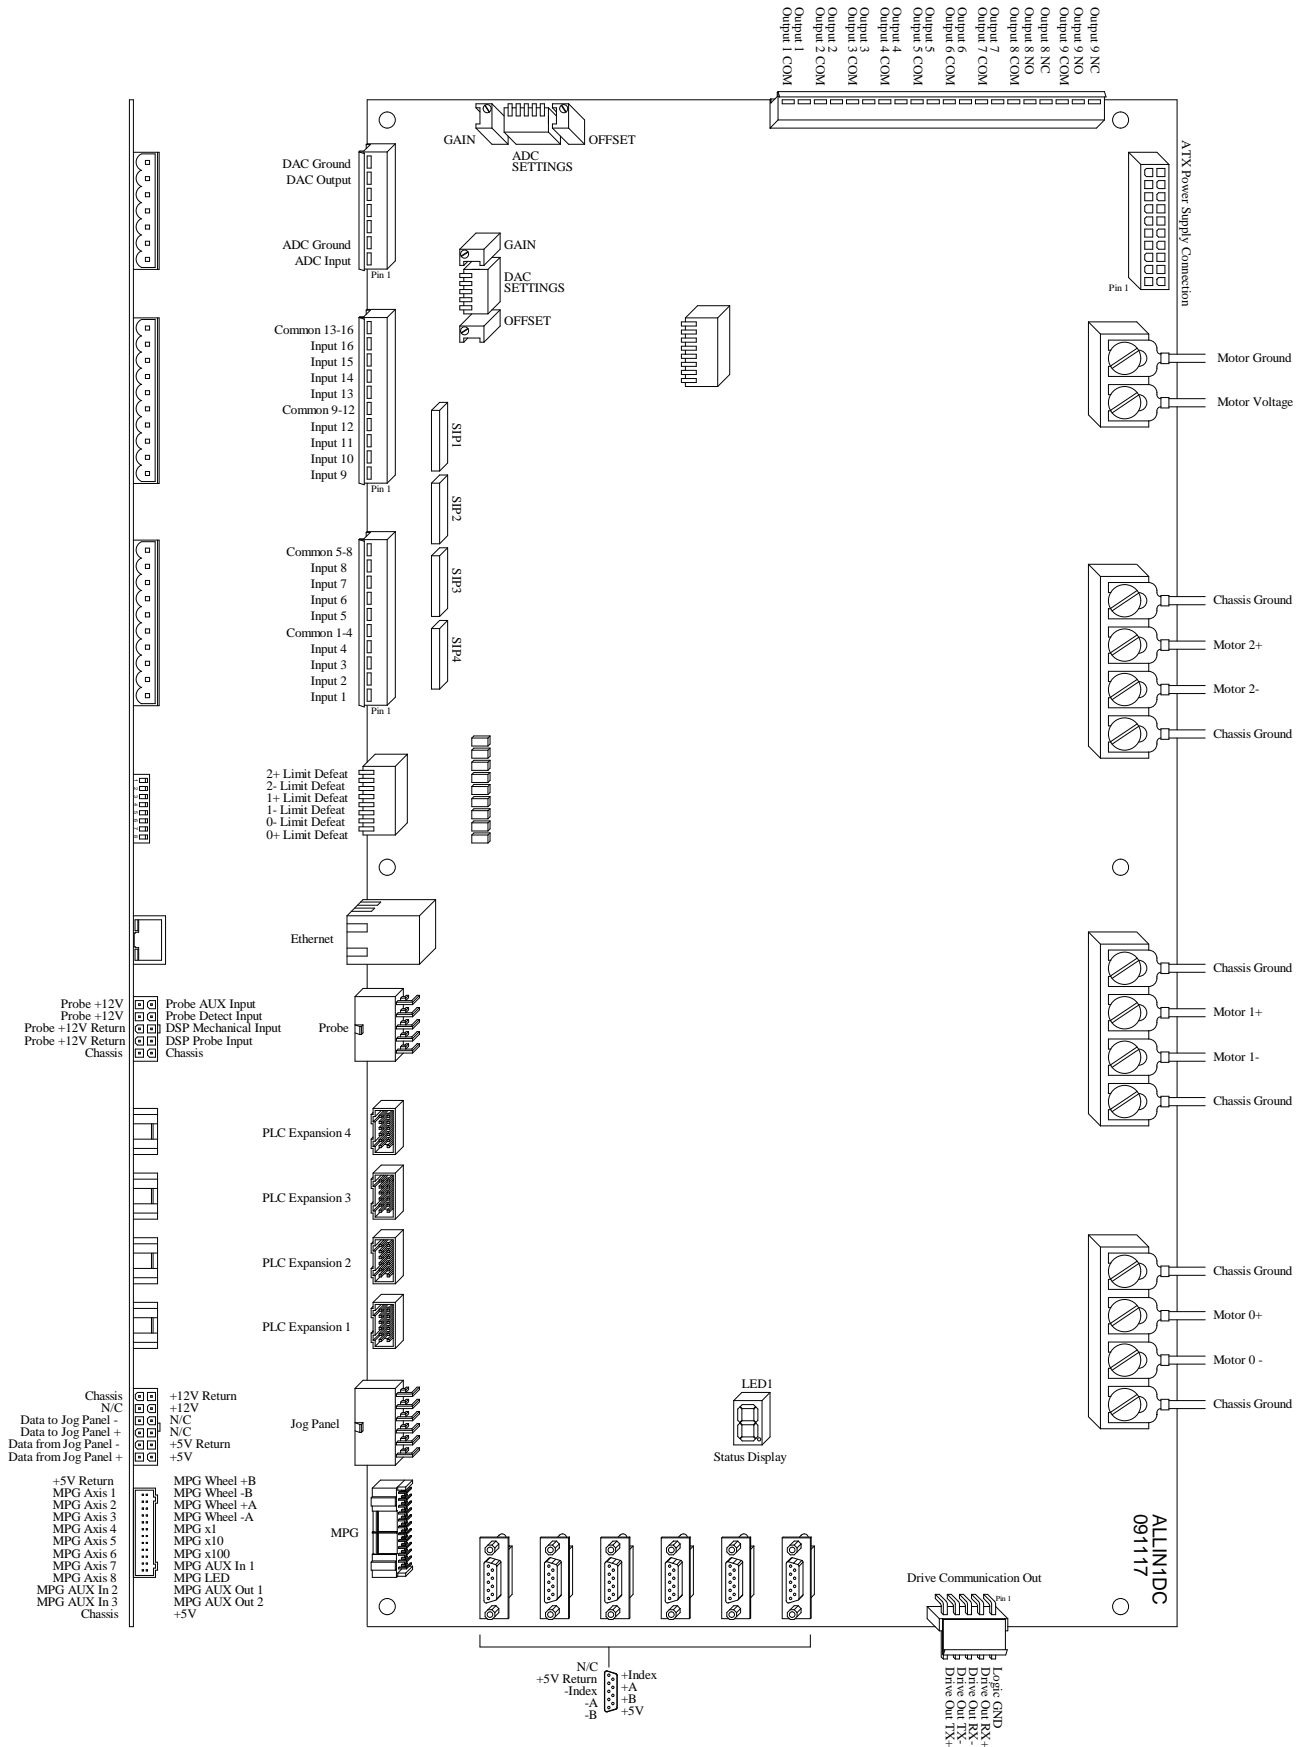 Output 1 COM
Output 1
Output 2 COM
Output 2
Output 3 COM
Output 3
Output 4 COM
Output 4
Output 5 COM
Output 5
Output 6 COM
Output 6
Output 7 COM
Output 7
Output 8 COM
Output 8 NO
Output 8 NC
Output 9 COM
Output 9 NO
Output 9 NC
GAIN
ADC
SETTINGS
OFFSET
ATX Power Supply Connection
Pin 1
DAC Ground
DAC Output
ADC Ground
ADC Input
Pin 1
GAIN
DAC
SETTINGS
OFFSET
Common 13-16
Input 16
Input 15
Input 14
Input 13
Common 9-12
Input 12
Input 11
Input 10
Input 9
Pin 1
Motor Ground
Motor Voltage
SIP1
SIP2
SIP3
SIP4
Common 5-8
Input 8
Input 7
Input 6
Input 5
Common 1-4
Input 4
Input 3
Input 2
Input 1
Pin 1
Chassis Ground
Motor 2+
Motor 2-
Chassis Ground
1
2
3
4
5
6
7
8
2+ Limit Defeat
2- Limit Defeat
1+ Limit Defeat
1- Limit Defeat
0- Limit Defeat
0+ Limit Defeat
Ethernet
Chassis Ground
Motor 1+
Motor 1-
Chassis Ground
Probe +12V
Probe +12V
Probe +12V Return
Probe +12V Return
Chassis
Probe AUX Input
Probe Detect Input
DSP Mechanical Input
DSP Probe Input
Chassis
Probe
PLC Expansion 4
PLC Expansion 3
PLC Expansion 2
PLC Expansion 1
Chassis Ground
Motor 0+
Motor 0 -
Chassis Ground
Chassis
N/C
Data to Jog Panel -
Data to Jog Panel +
Data from Jog Panel -
Data from Jog Panel +
+12V Return
+12V
N/C
N/C
+5V Return
+5V
Jog Panel
LED1
Status Display
+5V Return
MPG Axis 1
MPG Axis 2
MPG Axis 3
MPG Axis 4
MPG Axis 5
MPG Axis 6
MPG Axis 7
MPG Axis 8
MPG AUX In 2
MPG AUX In 3
Chassis
MPG Wheel +B
MPG Wheel -B
MPG Wheel +A
MPG Wheel -A
MPG x1
MPG x10
MPG x100
MPG AUX In 1
MPG LED
MPG AUX Out 1
MPG AUX Out 2
+5V
MPG
ALLIN1DC
091117
Drive Communication Out
Pin 1
Logic GND
Drive Out RX+
Drive Out RX-
Drive Out TX-
Drive Out TX+
N/C
+5V Return
-Index
-A
-B
+Index
+A
+B
+5V